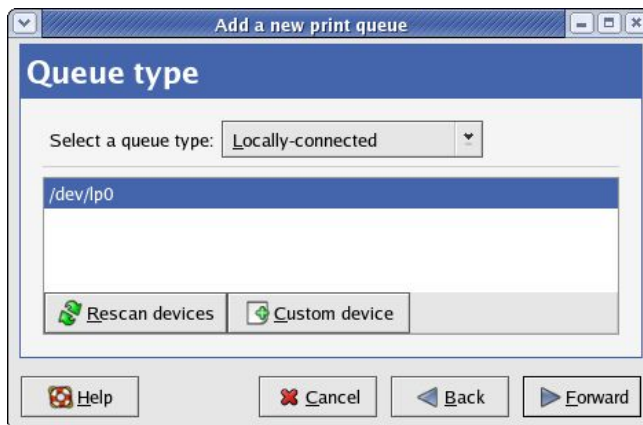 Add a new print queue
Queue type
Select a queue type: Locally-connected
/dev/lp0
Rescan devices Custom device
Help Cancel Back Forward